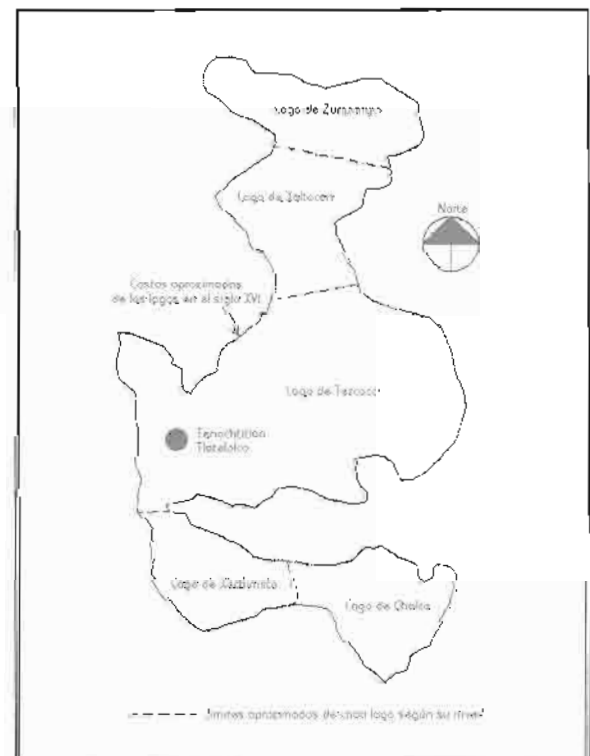 Lago de Zumpango
Lago de Xaltocan
Norte
Costas aproximadas
de los lagos en el siglo XVI
Lago de Texcoco
Tenochtitlan
Tlatelolco
Lago de Xochimilco
Lago de Chalco
límites aproximados de cada lago según su nivel